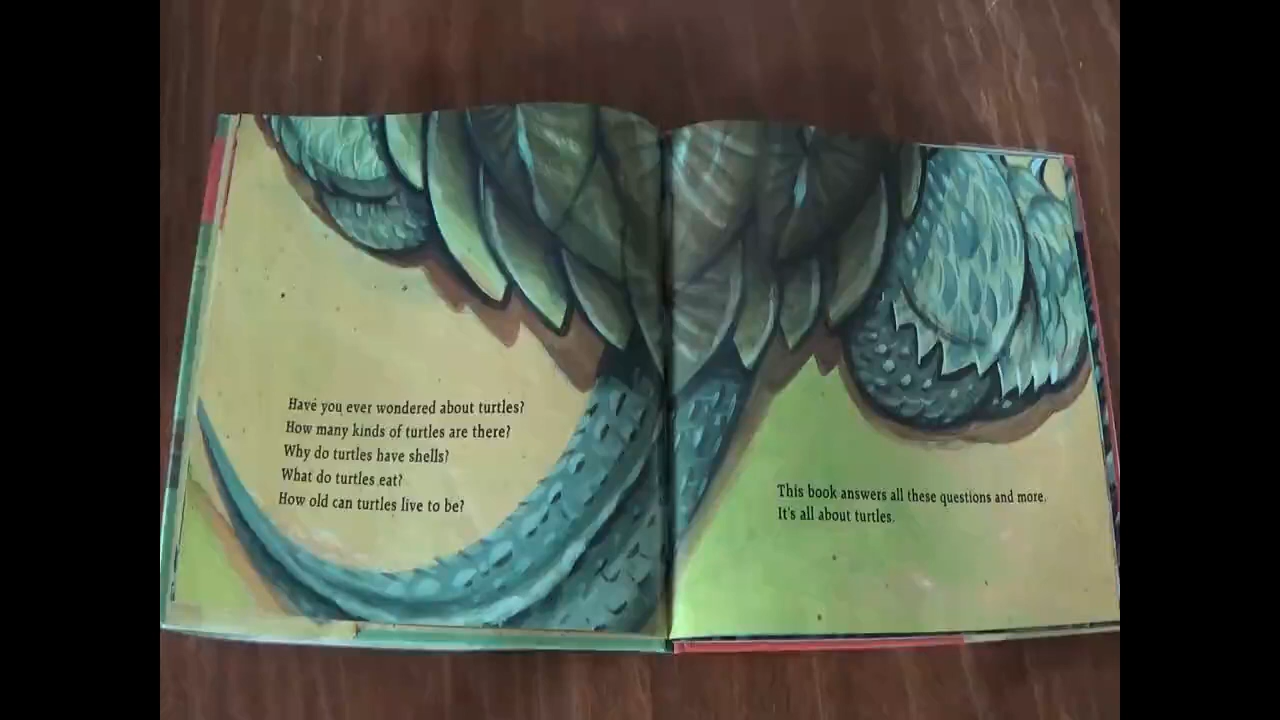 Have you ever wondered about turtles?
How many kinds of turtles are there?
Why do turtles have shells?
What do turtles eat?
How old can turtles live to be?
This book answers all these questions and more.
It's all about turtles.